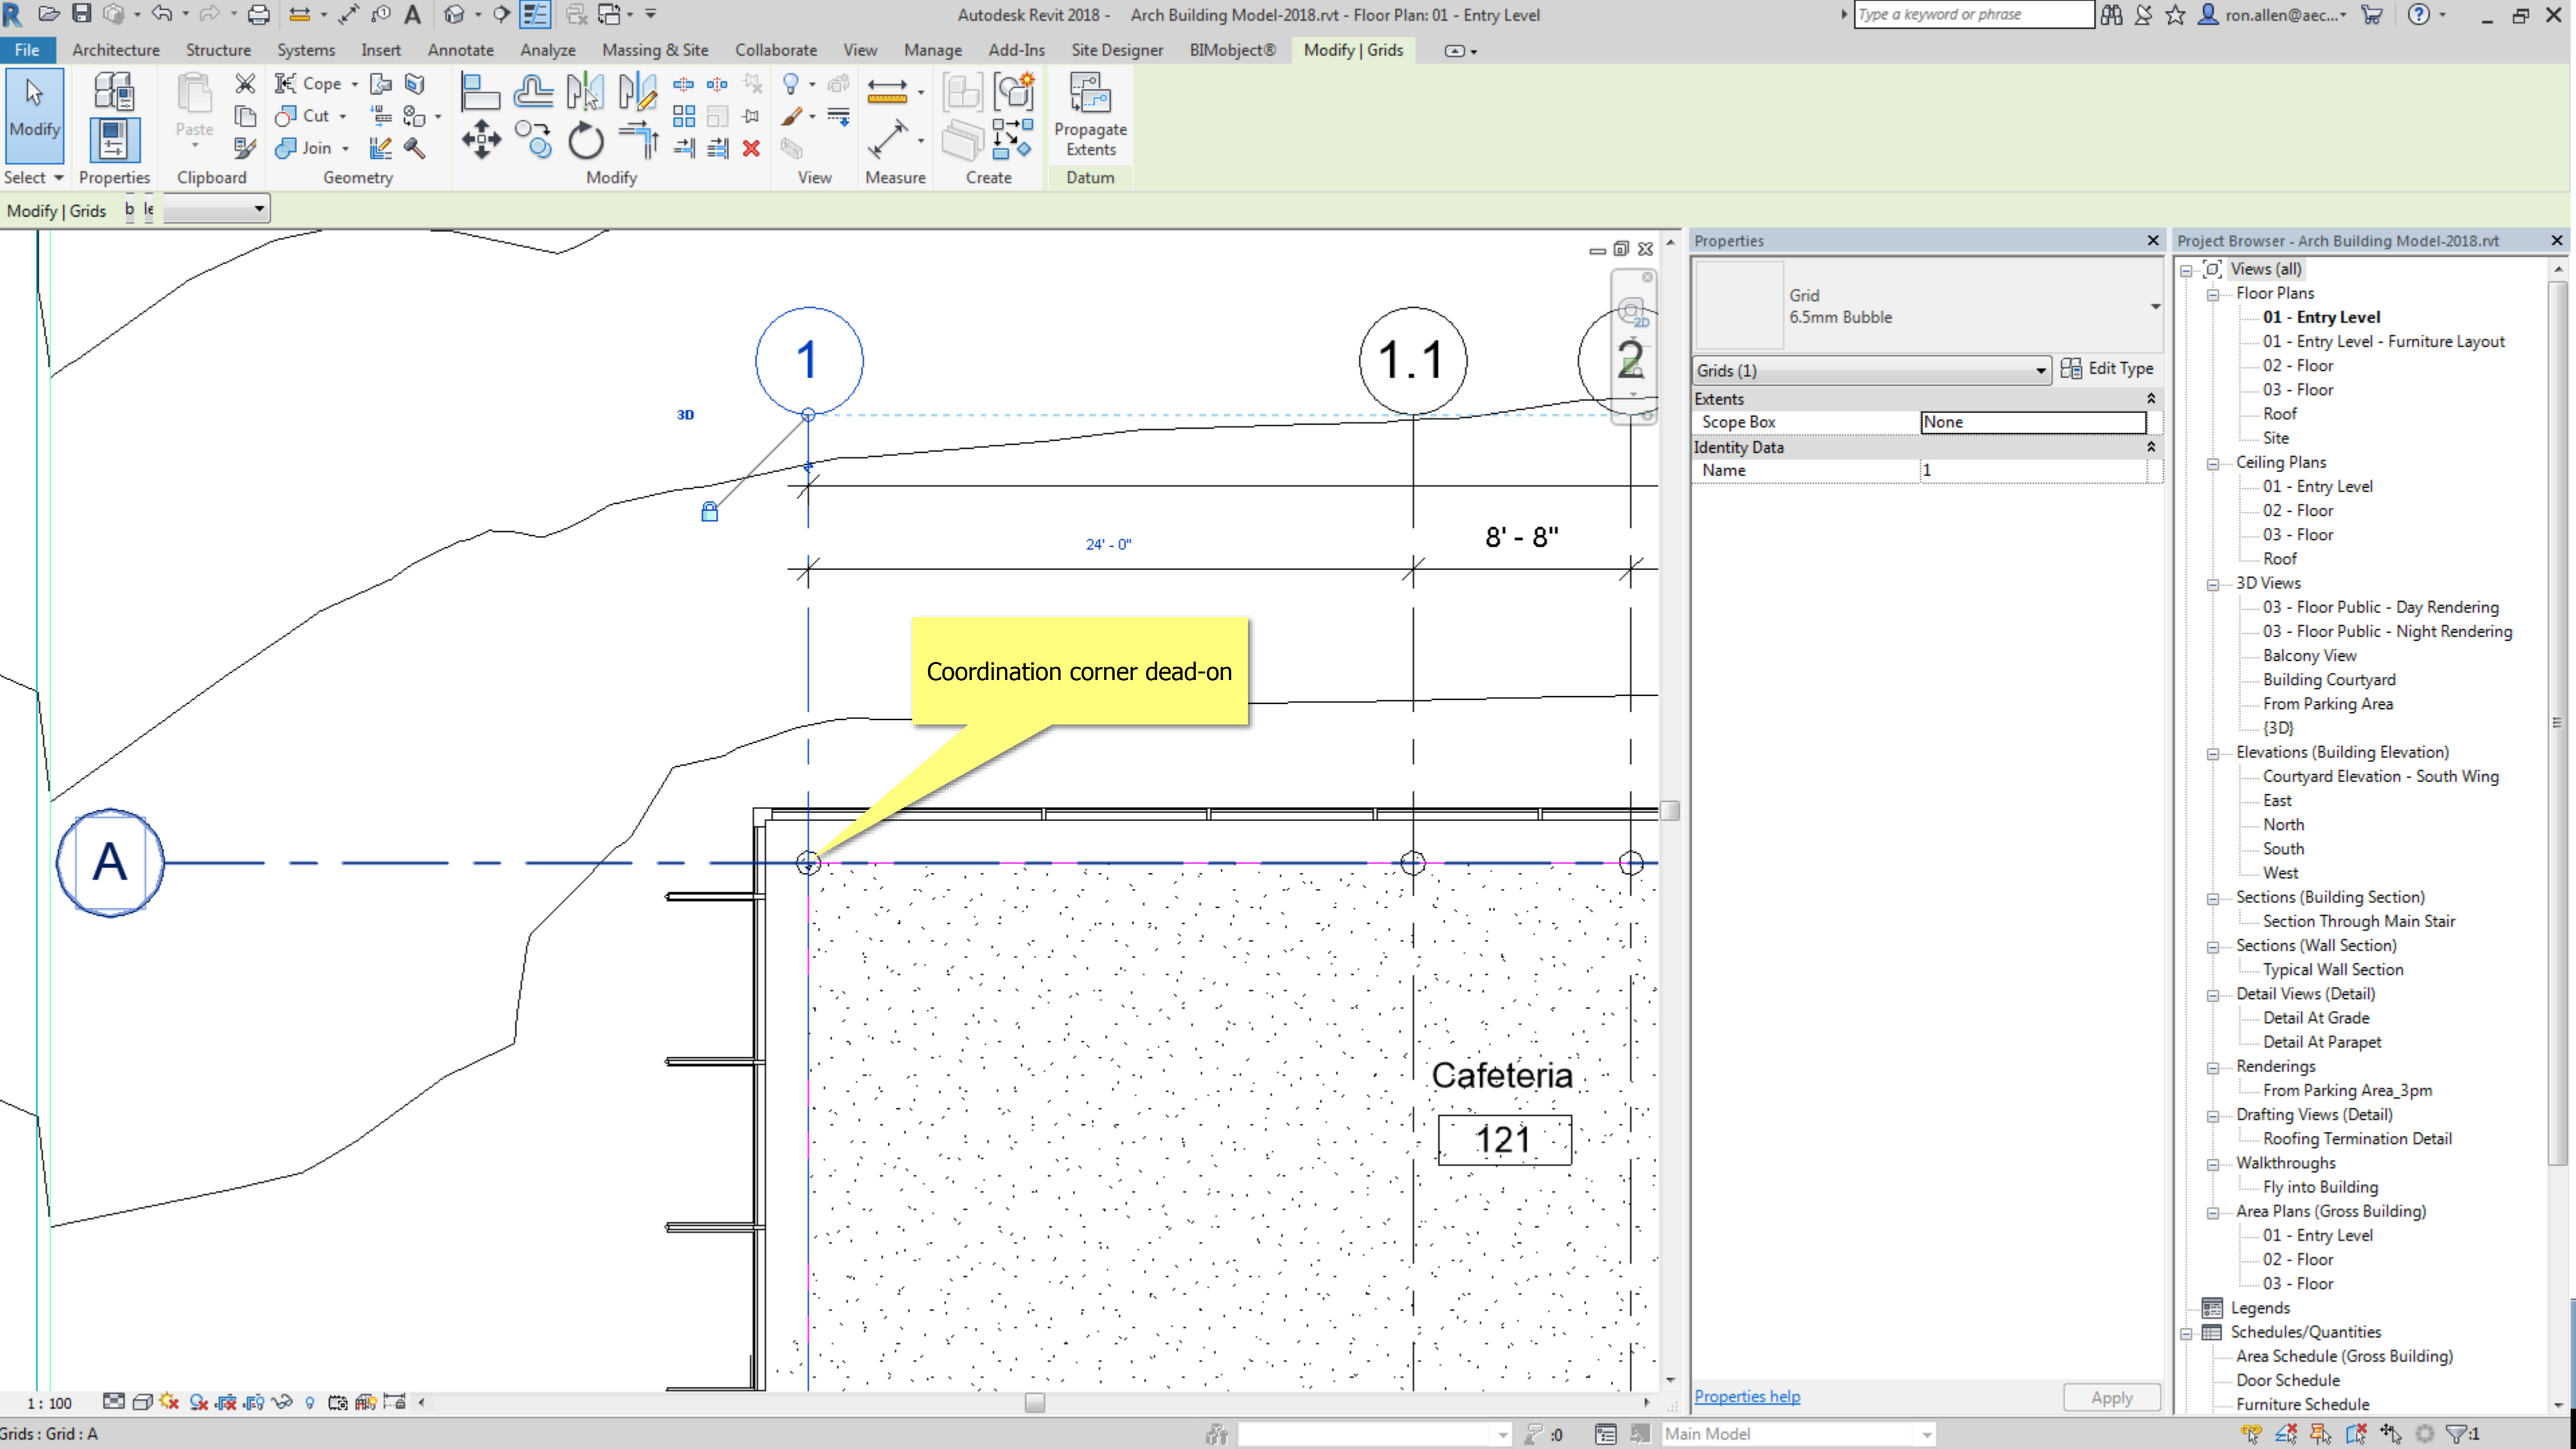 Autodesk Revit 2018 - Arch Building Model-2018.rvt - Floor Plan: 01 - Entry Level
Type a keyword or phrase
ron.allen@aec...
File Architecture Structure Systems Insert Annotate Analyze Massing & Site Collaborate View Manage Add-Ins Site Designer BIMobject® Modify | Grids
Modify
Paste
Cope
Cut
Join
Propagate
Extents
Select Properties Clipboard Geometry Modify View Measure Create Datum
Modify | Grids
1
1.1
2
2D
3D
24' - 0"
8' - 8"
Coordination corner dead-on
A
Cafeteria
121
1 : 100
Grids : Grid : A
:0
Main Model
:1
Properties
Grid
6.5mm Bubble
Grids (1)
Edit Type
Extents
Scope Box None
Identity Data
Name 1
Properties help
Apply
Project Browser - Arch Building Model-2018.rvt
Views (all)
Floor Plans
01 - Entry Level
01 - Entry Level - Furniture Layout
02 - Floor
03 - Floor
Roof
Site
Ceiling Plans
01 - Entry Level
02 - Floor
03 - Floor
Roof
3D Views
03 - Floor Public - Day Rendering
03 - Floor Public - Night Rendering
Balcony View
Building Courtyard
From Parking Area
{3D}
Elevations (Building Elevation)
Courtyard Elevation - South Wing
East
North
South
West
Sections (Building Section)
Section Through Main Stair
Sections (Wall Section)
Typical Wall Section
Detail Views (Detail)
Detail At Grade
Detail At Parapet
Renderings
From Parking Area_3pm
Drafting Views (Detail)
Roofing Termination Detail
Walkthroughs
Fly into Building
Area Plans (Gross Building)
01 - Entry Level
02 - Floor
03 - Floor
Legends
Schedules/Quantities
Area Schedule (Gross Building)
Door Schedule
Furniture Schedule